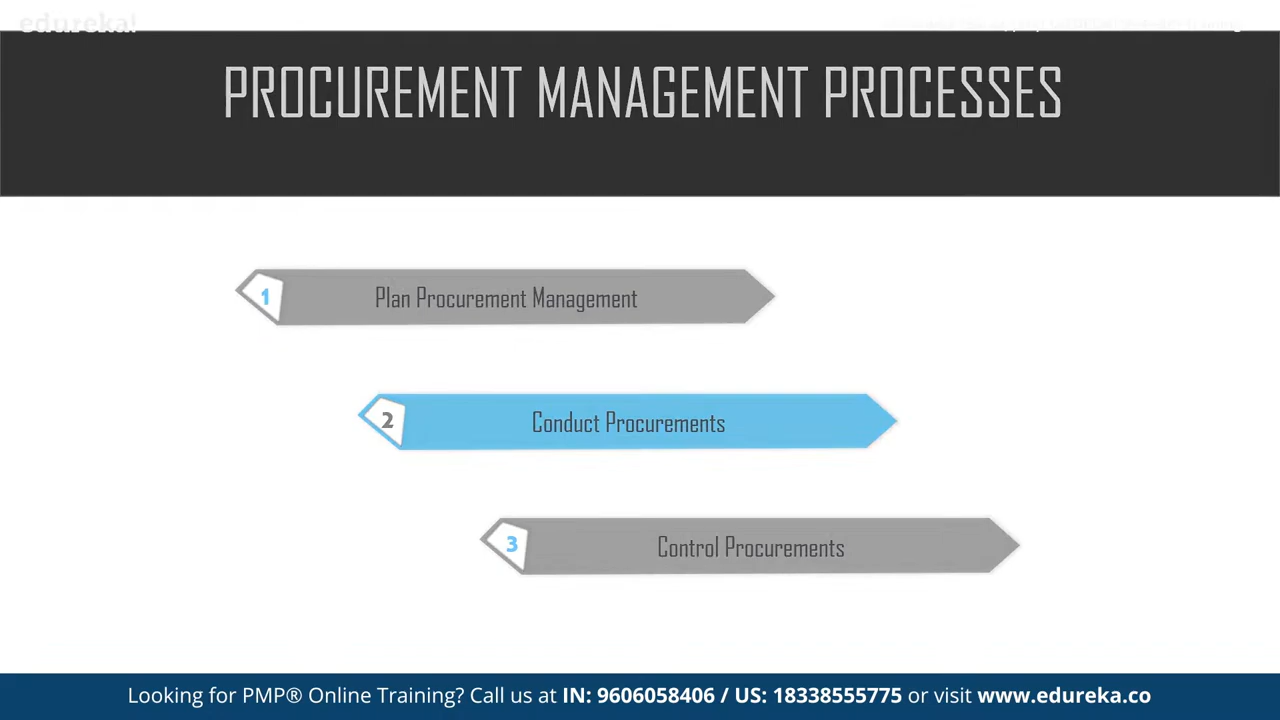 edureka!
PROCUREMENT MANAGEMENT PROCESSES
1
Plan Procurement Management
2
Conduct Procurements
3
Control Procurements
Looking for PMP® Online Training? Call us at IN: 9606058406 / US: 18338555775 or visit www.edureka.co